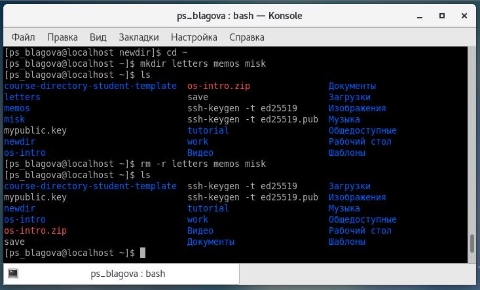 ps_blagova : bash — Konsole
Файл Правка Вид Закладки Настройка Справка
[ps_blagova@localhost newdir]$ cd ~
[ps_blagova@localhost ~]$ mkdir letters memos misk
[ps_blagova@localhost ~]$ ls
course-directory-student-template os-intro.zip Документы
letters save Загрузки
memos ssh-keygen -t ed25519 Изображения
misk ssh-keygen -t ed25519.pub Музыка
mypublic.key tutorial Общедоступные
newdir work Рабочий стол
os-intro Видео Шаблоны
[ps_blagova@localhost ~]$ rm -r letters memos misk
[ps_blagova@localhost ~]$ ls
course-directory-student-template ssh-keygen -t ed25519 Загрузки
mypublic.key ssh-keygen -t ed25519.pub Изображения
newdir tutorial Музыка
os-intro work Общедоступные
os-intro.zip Видео Рабочий стол
save Документы Шаблоны
[ps_blagova@localhost ~]$
ps_blagova : bash